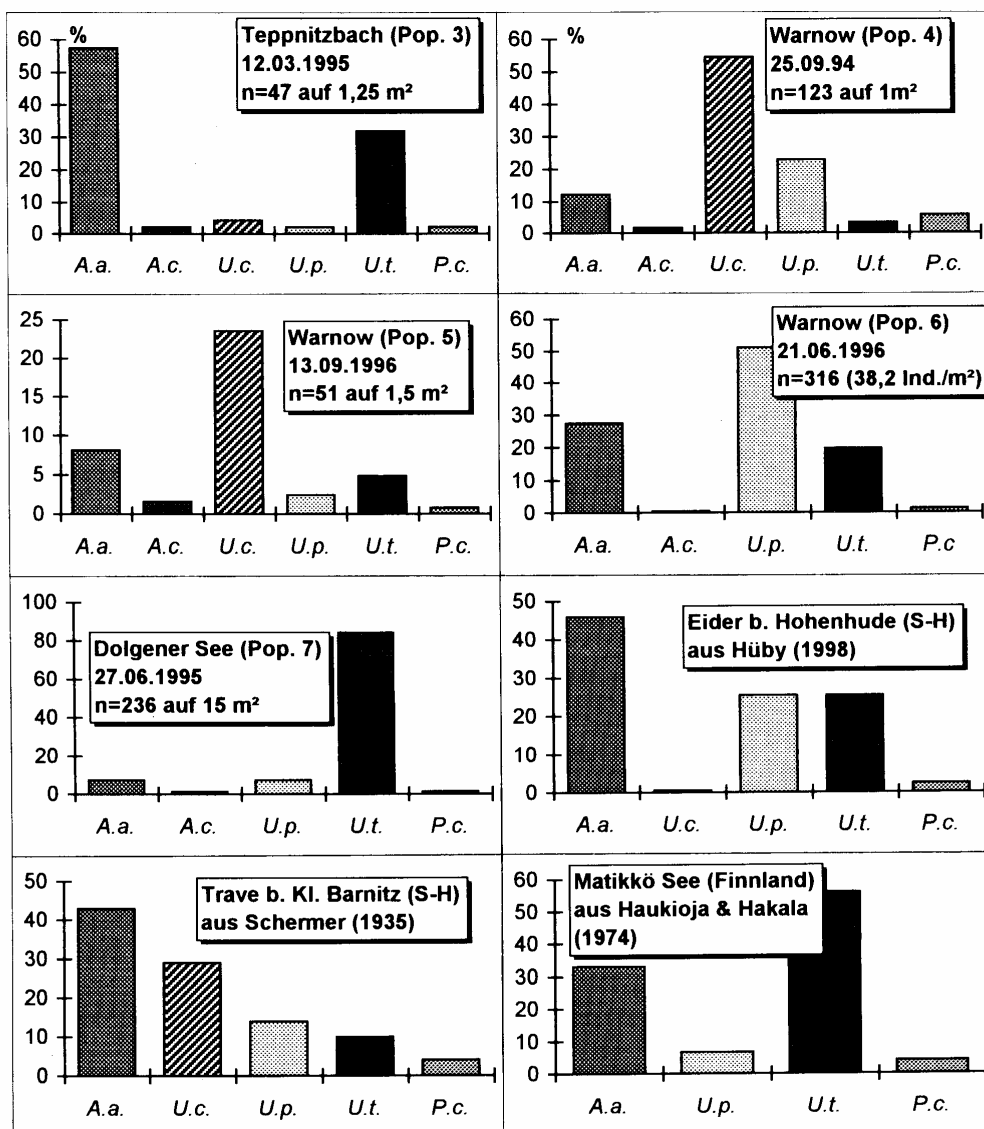 %
60
50
40
30
20
10
0
Teppnitzbach (Pop. 3)
12.03.1995
n=47 auf 1,25 m²
A.a. A.c. U.c. U.p. U.t. P.c.
%
60
50
40
30
20
10
0
Warnow (Pop. 4)
25.09.94
n=123 auf 1m²
A.a. A.c. U.c. U.p. U.t. P.c.
25
20
15
10
5
0
Warnow (Pop. 5)
13.09.1996
n=51 auf 1,5 m²
A.a. A.c. U.c. U.p. U.t. P.c.
60
50
40
30
20
10
0
Warnow (Pop. 6)
21.06.1996
n=316 (38,2 Ind./m²)
A.a. A.c. U.p. U.t. P.c
100
80
60
40
20
0
Dolgener See (Pop. 7)
27.06.1995
n=236 auf 15 m²
A.a. A.c. U.p. U.t. P.c.
50
40
30
20
10
0
Eider b. Hohenhude (S-H)
aus Hüby (1998)
A.a. U.c. U.p. U.t. P.c.
50
40
30
20
10
0
Trave b. Kl. Barnitz (S-H)
aus Schermer (1935)
A.a. U.c. U.p. U.t. P.c.
60
50
40
30
20
10
0
Matikkö See (Finnland)
aus Haukioja & Hakala
(1974)
A.a. U.p. U.t. P.c.